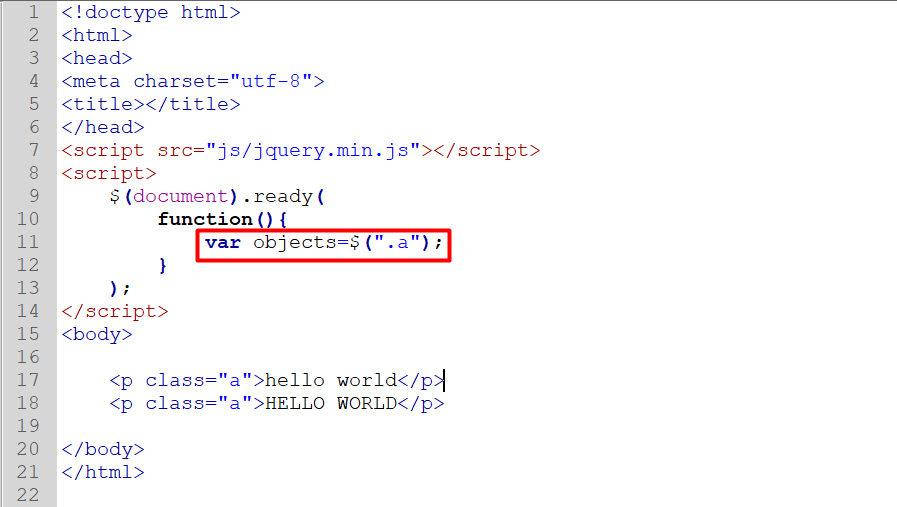 1 <!doctype html>
2 <html>
3 <head>
4 <meta charset="utf-8">
5 <title></title>
6 </head>
7 <script src="js/jquery.min.js"></script>
8 <script>
9     $(document).ready(
10         function(){
11             var objects=$(".a");
12         }
13     );
14 </script>
15 <body>
16
17     <p class="a">hello world</p>
18     <p class="a">HELLO WORLD</p>
19
20 </body>
21 </html>
22